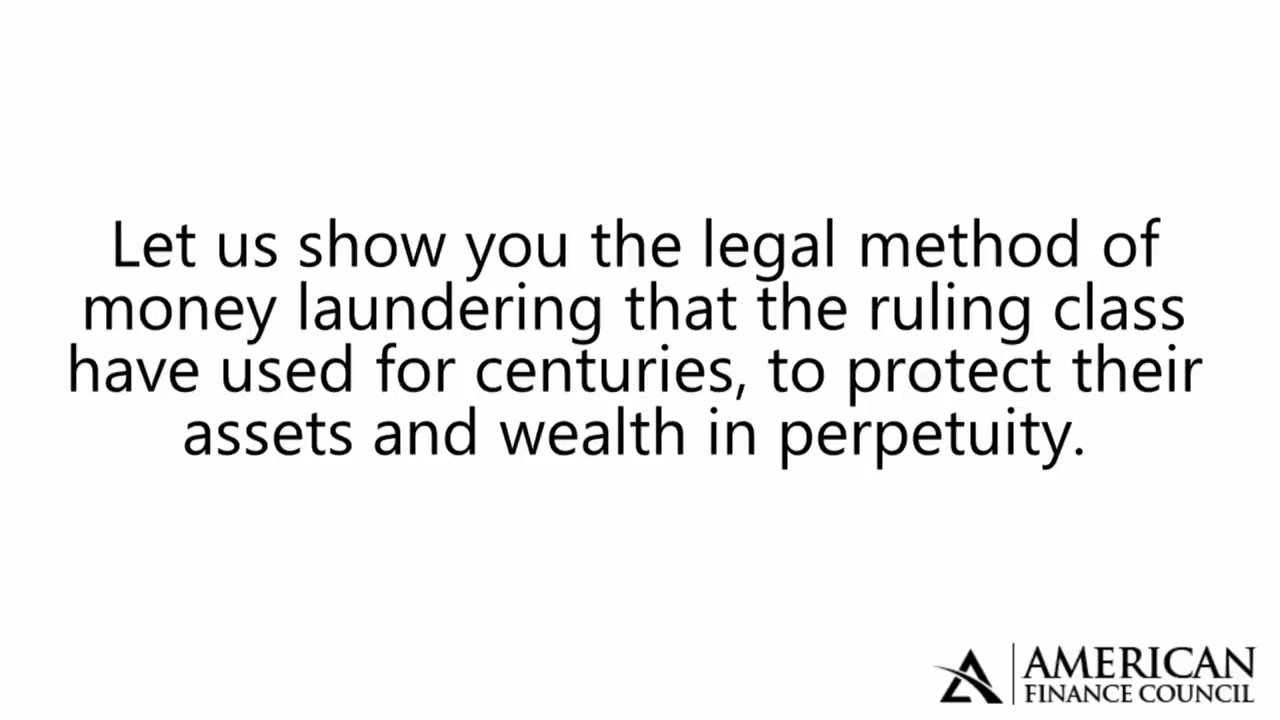 Let us show you the legal method of
money laundering that the ruling class
have used for centuries, to protect their
assets and wealth in perpetuity.
AMERICAN
FINANCE COUNCIL